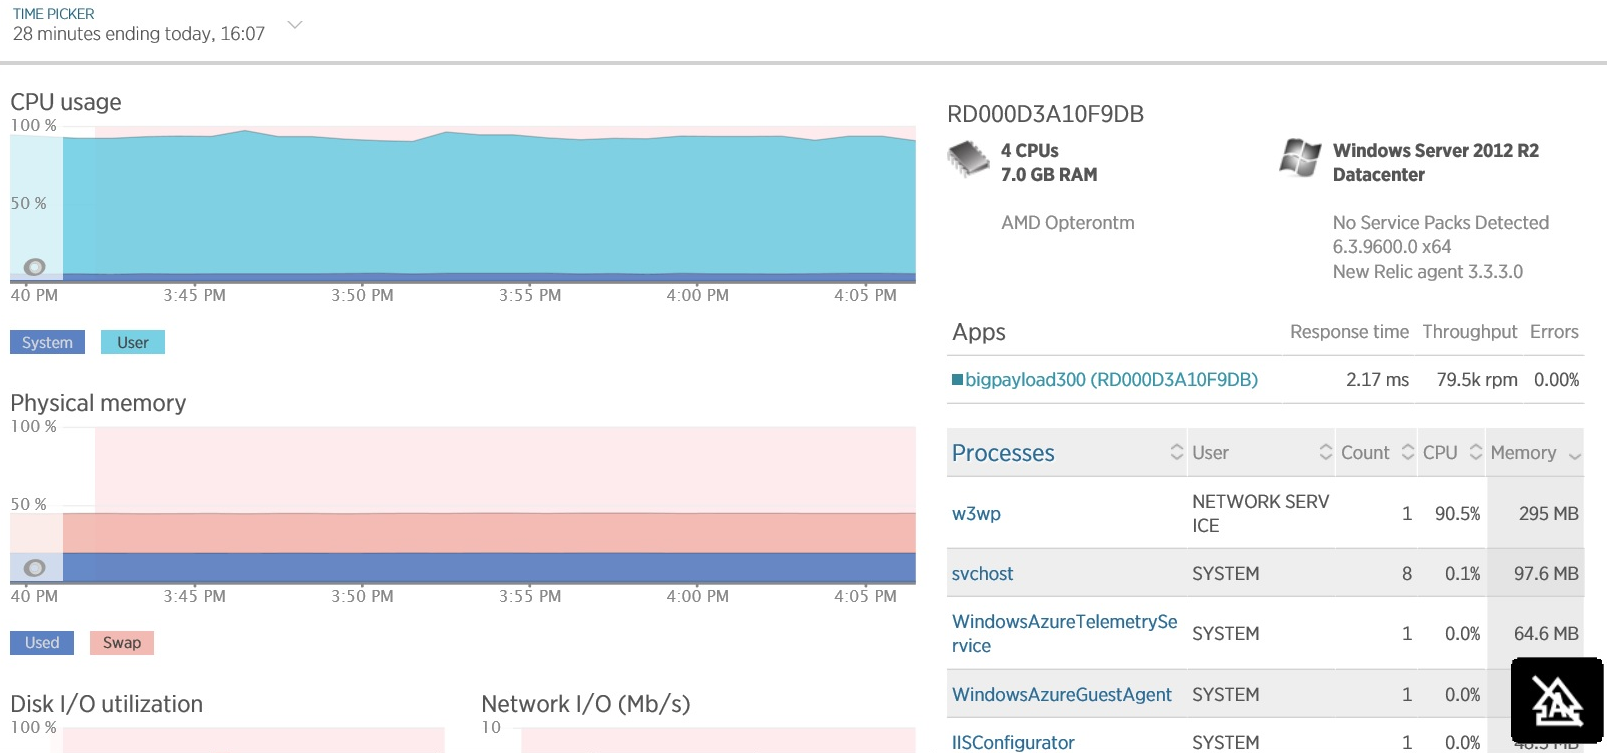 TIME PICKER
28 minutes ending today, 16:07
CPU usage
100 %
50 %
40 PM 3:45 PM 3:50 PM 3:55 PM 4:00 PM 4:05 PM
System User
Physical memory
100 %
50 %
40 PM 3:45 PM 3:50 PM 3:55 PM 4:00 PM 4:05 PM
Used Swap
Disk I/O utilization
100 %
Network I/O (Mb/s)
10
RD000D3A10F9DB
4 CPUs
7.0 GB RAM
AMD Opterontm
Windows Server 2012 R2
Datacenter
No Service Packs Detected
6.3.9600.0 x64
New Relic agent 3.3.3.0
Apps Response time Throughput Errors
bigpayload300 (RD000D3A10F9DB) 2.17 ms 79.5k rpm 0.00%
Processes User Count CPU Memory
w3wp NETWORK SERV
ICE 1 90.5% 295 MB
svchost SYSTEM 8 0.1% 97.6 MB
WindowsAzureTelemetrySe
rvice SYSTEM 1 0.0% 64.6 MB
WindowsAzureGuestAgent SYSTEM 1 0.0%
IISConfigurator SYSTEM 1 0.0%